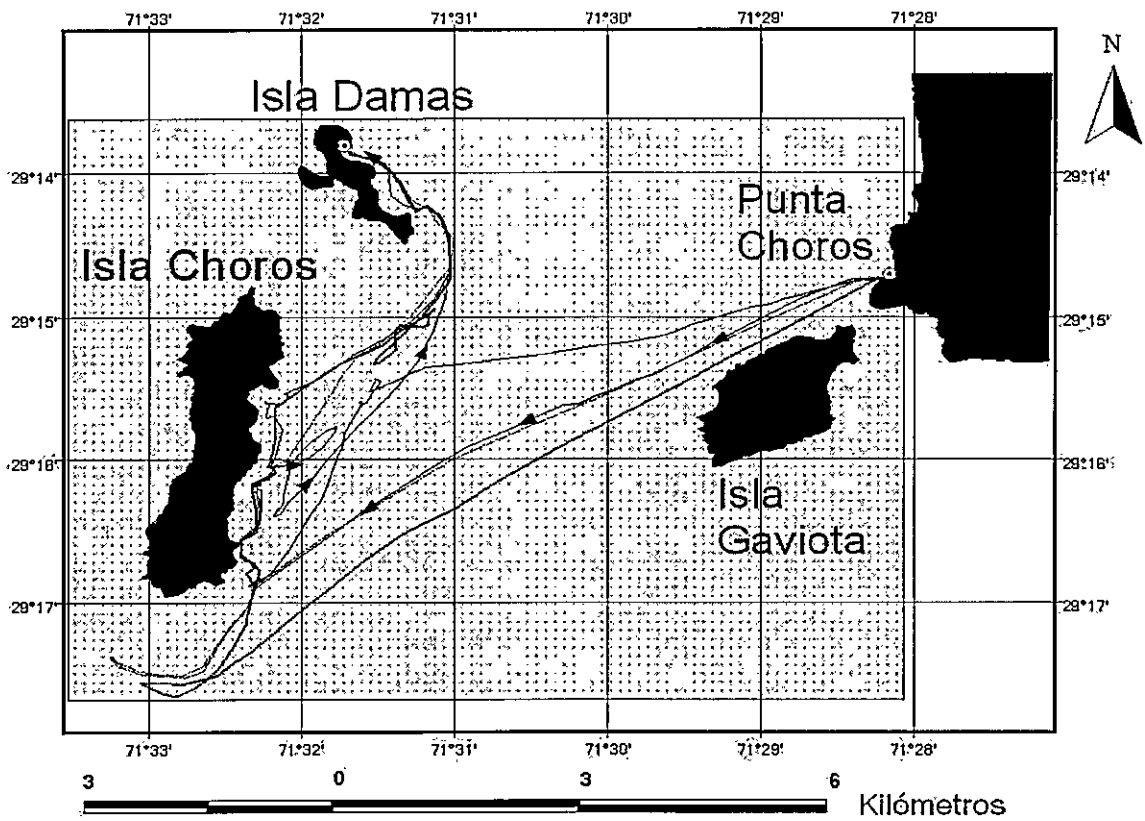 71°33' 71°32' 71°31' 71°30' 71°29' 71°28'
N
Isla Damas
29°14' 29°14'
Punta
Choros
Isla Choros
29°15' 29°15'
29°16' 29°16'
Isla
Gaviota
29°17' 29°17'
71°33' 71°32' 71°31' 71°30' 71°29' 71°28'
3 0 3 6
Kilómetros